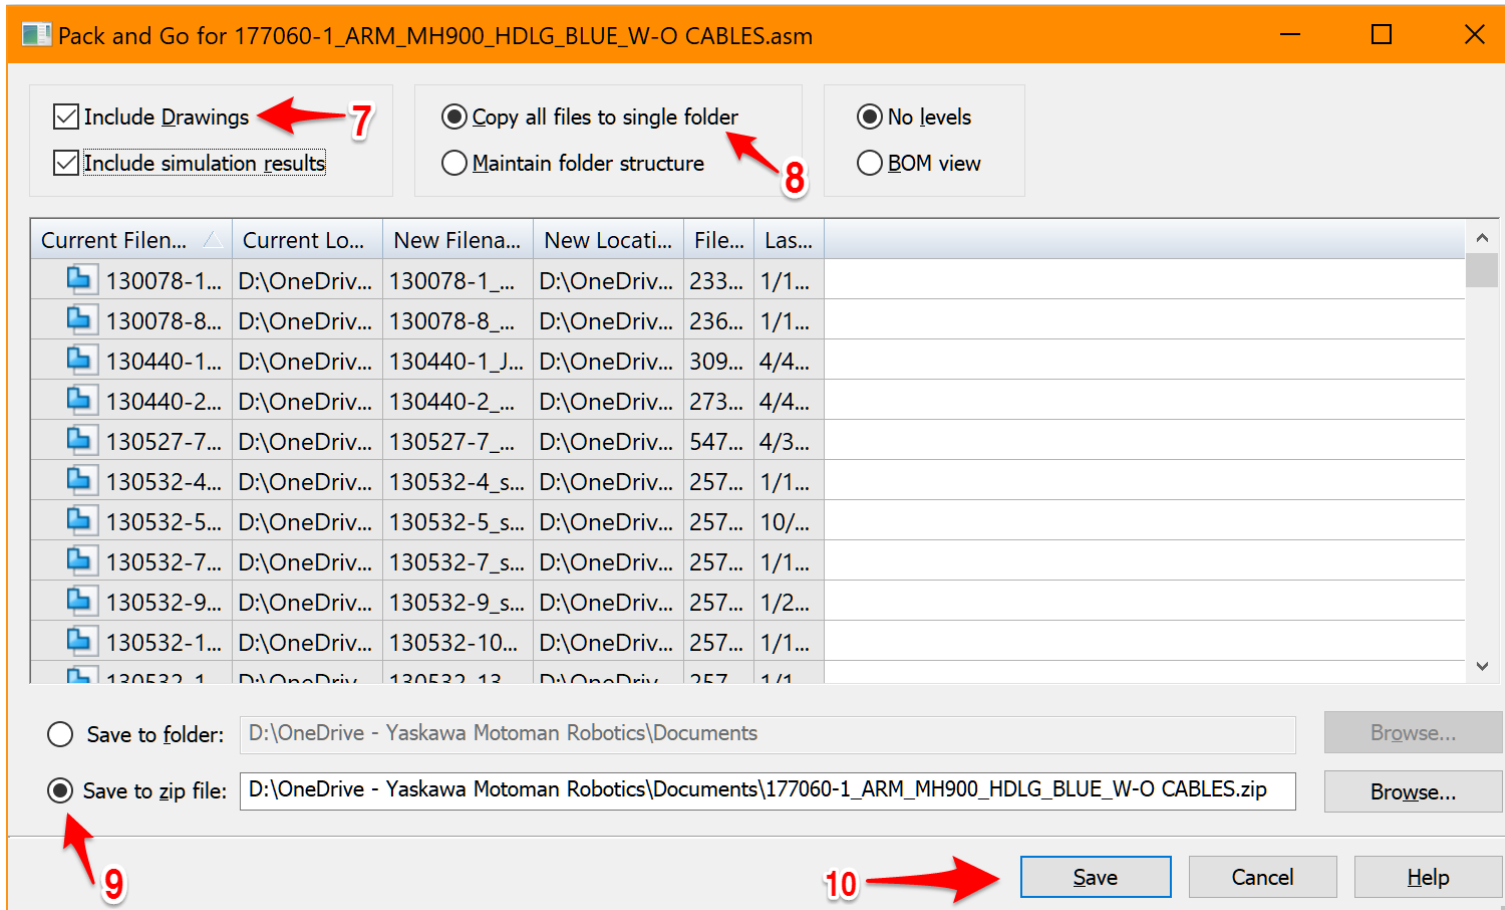 Pack and Go for 177060-1_ARM_MH900_HDLG_BLUE_W-O CABLES.asm
Include Drawings 7 Copy all files to single folder No levels
Include simulation results Maintain folder structure 8 BOM view
Current Filen... Current Lo... New Filena... New Locati... File... Las...
130078-1... D:\OneDriv... 130078-1_... D:\OneDriv... 233... 1/1...
130078-8... D:\OneDriv... 130078-8_... D:\OneDriv... 236... 1/1...
130440-1... D:\OneDriv... 130440-1_J... D:\OneDriv... 309... 4/4...
130440-2... D:\OneDriv... 130440-2_... D:\OneDriv... 273... 4/4...
130527-7... D:\OneDriv... 130527-7_... D:\OneDriv... 547... 4/3...
130532-4... D:\OneDriv... 130532-4_s... D:\OneDriv... 257... 1/1...
130532-5... D:\OneDriv... 130532-5_s... D:\OneDriv... 257... 10/...
130532-7... D:\OneDriv... 130532-7_s... D:\OneDriv... 257... 1/1...
130532-9... D:\OneDriv... 130532-9_s... D:\OneDriv... 257... 1/2...
130532-1... D:\OneDriv... 130532-10... D:\OneDriv... 257... 1/1...
Save to folder: D:\OneDrive - Yaskawa Motoman Robotics\Documents Browse...
Save to zip file: D:\OneDrive - Yaskawa Motoman Robotics\Documents\177060-1_ARM_MH900_HDLG_BLUE_W-O CABLES.zip Browse...
9 10 Save Cancel Help